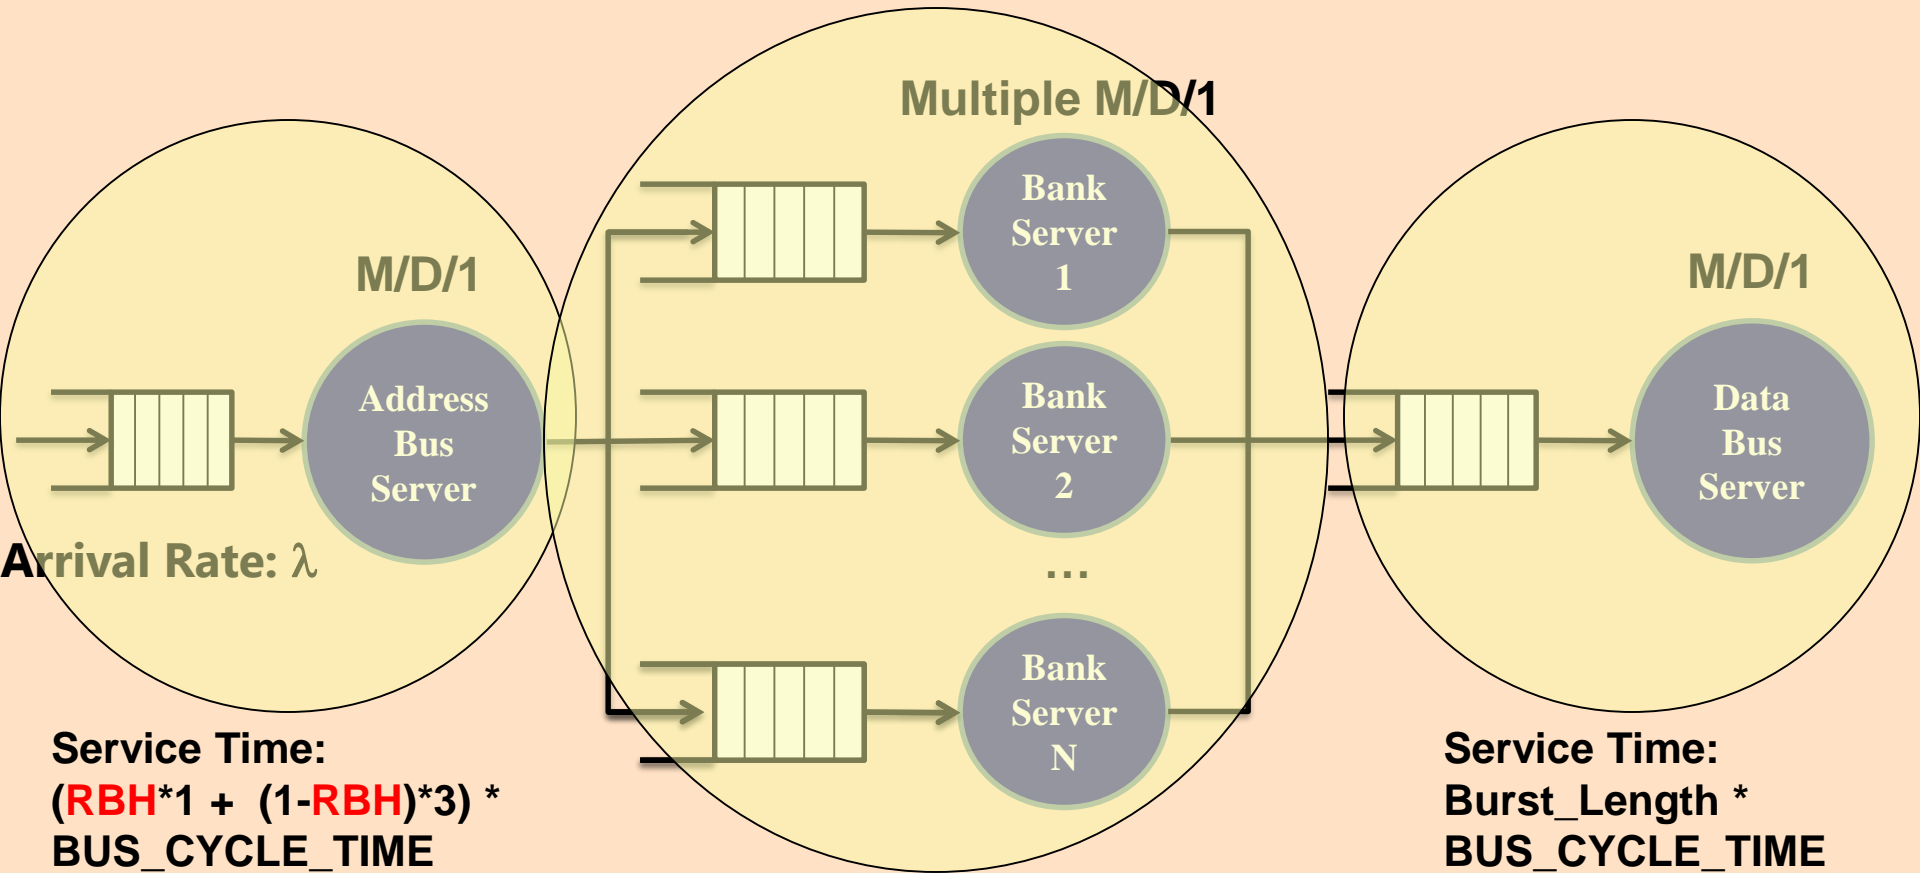 Multiple M/D/1
M/D/1
M/D/1
Address
Bus
Server
Bank
Server
1
Bank
Server
2
…
Bank
Server
N
Data
Bus
Server
Arrival Rate: λ
Service Time:
(RBH*1 + (1-RBH)*3) *
BUS_CYCLE_TIME
Service Time:
Burst_Length *
BUS_CYCLE_TIME